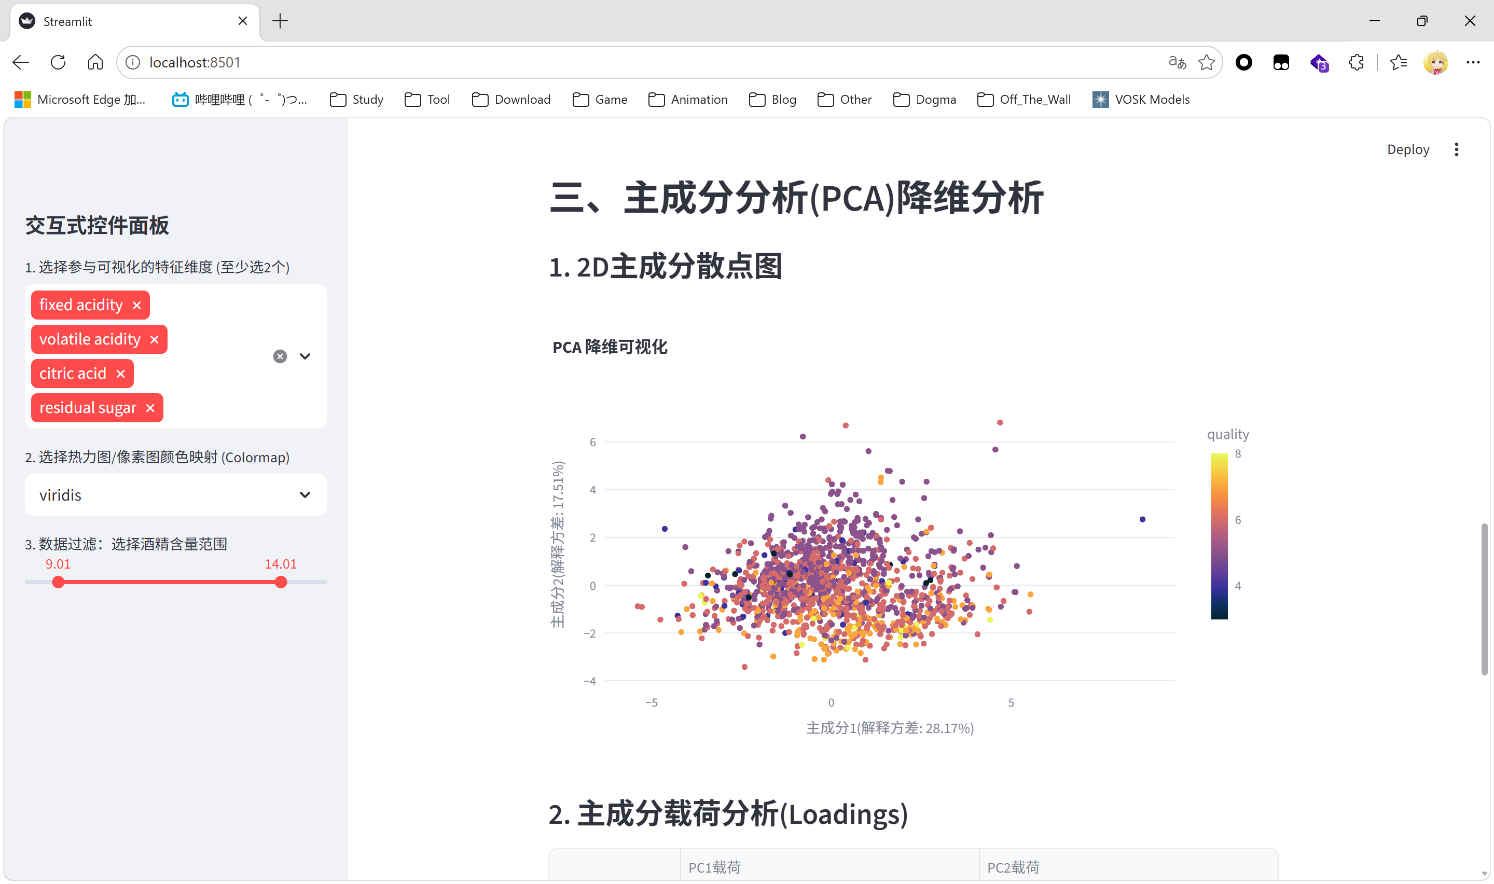 Streamlit
localhost:8501
Microsoft Edge 加...
哔哩哔哩 (゜-゜)つ...
Study
Tool
Download
Game
Animation
Blog
Other
Dogma
Off_The_Wall
VOSK Models
Deploy
交互式控件面板
1. 选择参与可视化的特征维度 (至少选2个)
fixed acidity
volatile acidity
citric acid
residual sugar
2. 选择热力图/像素图颜色映射 (Colormap)
viridis
3. 数据过滤：选择酒精含量范围
9.01 14.01
三、主成分分析(PCA)降维分析
1. 2D主成分散点图
PCA 降维可视化
主成分2(解释方差: 17.51%)
6
4
2
0
−2
−4
−5 0 5
主成分1(解释方差: 28.17%)
quality
8
6
4
2. 主成分载荷分析(Loadings)
PC1载荷 PC2载荷